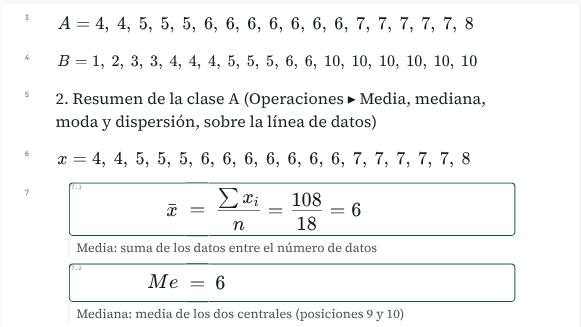 3 A = 4, 4, 5, 5, 5, 6, 6, 6, 6, 6, 6, 6, 7, 7, 7, 7, 7, 8
4 B = 1, 2, 3, 3, 4, 4, 4, 5, 5, 5, 6, 6, 10, 10, 10, 10, 10, 10
5 2. Resumen de la clase A (Operaciones ▸ Media, mediana,
moda y dispersión, sobre la línea de datos)
6 x = 4, 4, 5, 5, 5, 6, 6, 6, 6, 6, 6, 6, 7, 7, 7, 7, 7, 8
7 7.1 x̄ = ∑ xᵢ / n = 108 / 18 = 6
Media: suma de los datos entre el número de datos
7.2 Me = 6
Mediana: media de los dos centrales (posiciones 9 y 10)